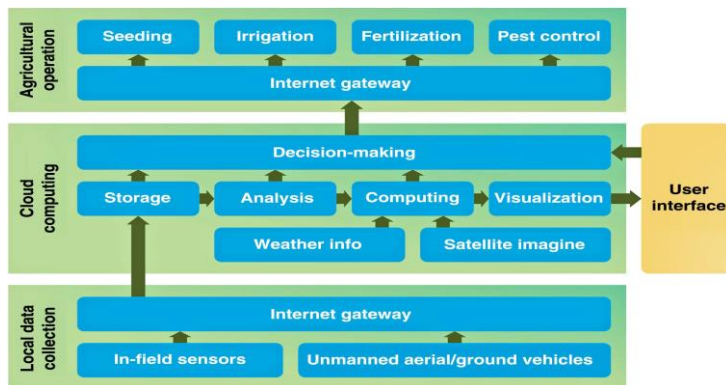 Agricultural
operation
Seeding
Irrigation
Fertilization
Pest control
Internet gateway
Cloud
computing
Decision-making
Storage
Analysis
Computing
Visualization
Weather info
Satellite imagine
User
interface
Local data
collection
Internet gateway
In-field sensors
Unmanned aerial/ground vehicles